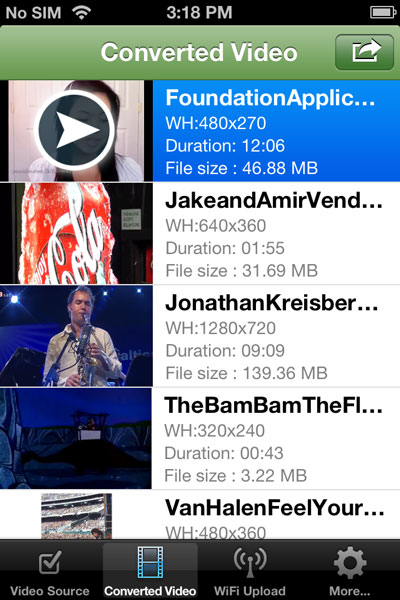 No SIM 3:18 PM
Converted Video
FoundationApplic...
WH:480x270
Duration: 12:06
File size : 46.88 MB
JakeandAmirVend...
WH:640x360
Duration: 01:55
File size : 31.69 MB
Coca Cola
JonathanKreisber...
WH:1280x720
Duration: 09:09
File size : 139.36 MB
TheBamBamTheFl...
WH:320x240
Duration: 00:43
File size : 3.22 MB
VanHalenFeelYour...
WH:480x360
Video Source
Converted Video
WiFi Upload
More...